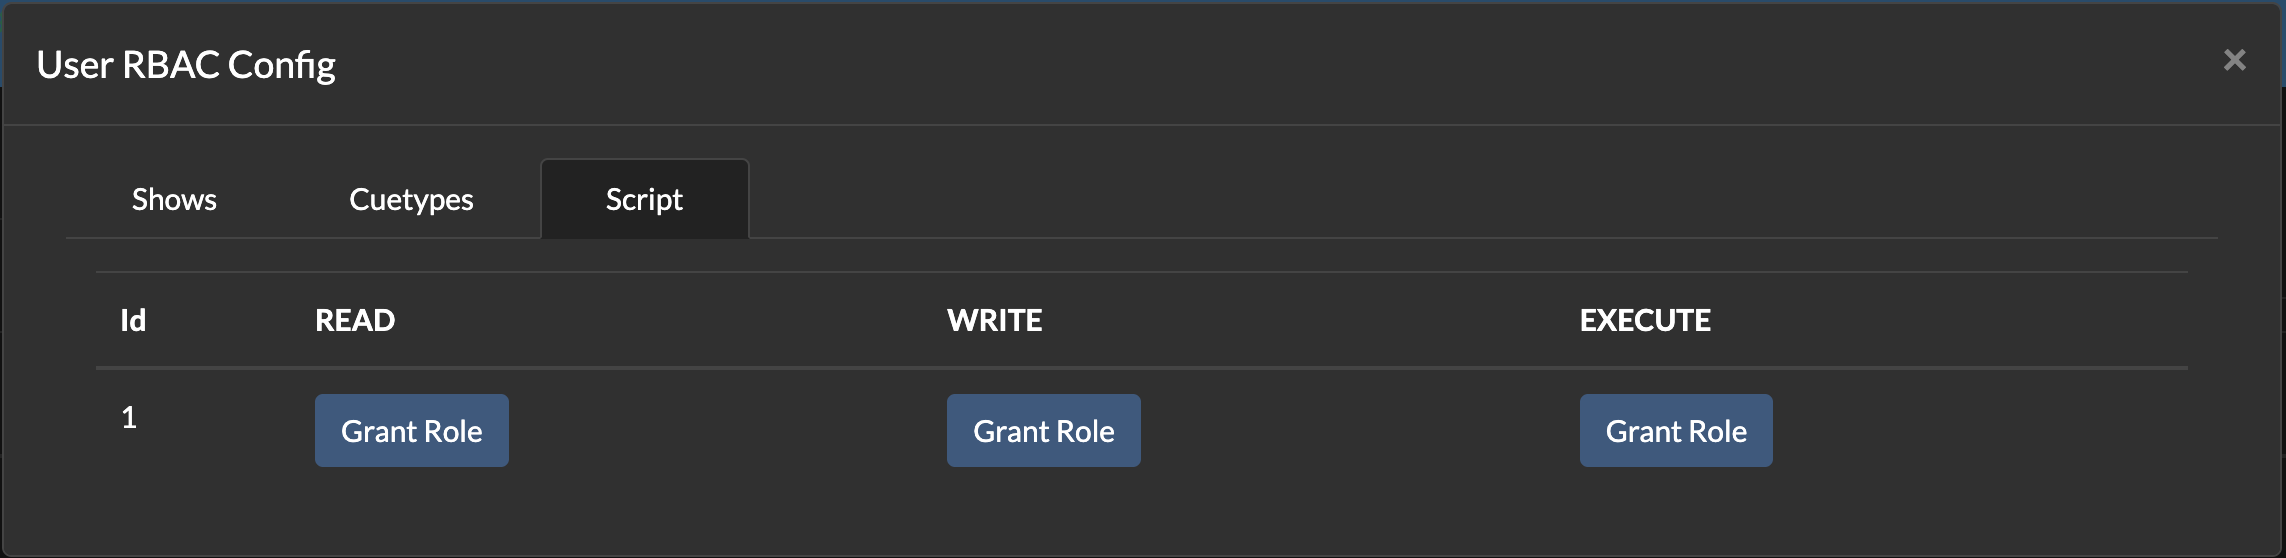 User RBAC Config ×
Shows Cuetypes Script
Id READ WRITE EXECUTE
1 Grant Role Grant Role Grant Role